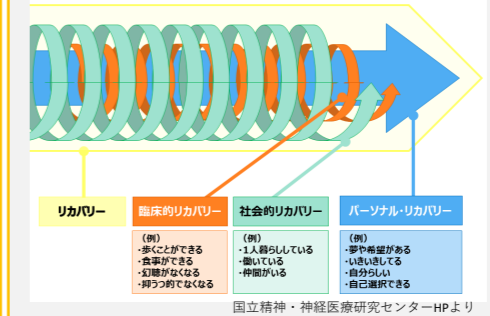 リカバリー
臨床的リカバリー
(例)
・歩くことができる
・食事ができる
・幻聴がなくなる
・抑うつ的でなくなる
社会的リカバリー
(例)
・1人暮らししている
・働いている
・仲間がいる
パーソナル・リカバリー
(例)
・夢や希望がある
・いきいきしてる
・自分らしい
・自己選択できる
国立精神・神経医療研究センターHPより